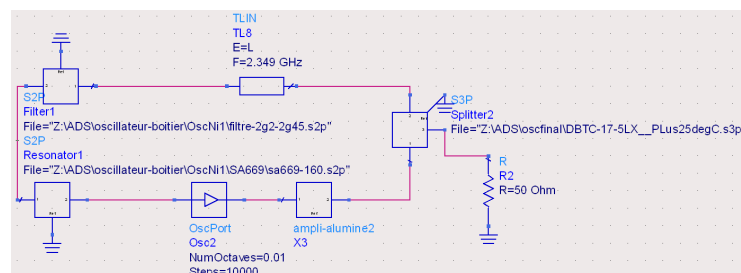 TLIN
TL8
E=L
F=2.349 GHz
S2P
Filter1
File="Z:\ADS\oscillateur-boitier\OscNi1\filtre-2g2-2g45.s2p"
S3P
Splitter2
File="Z:\ADS\oscfinal\DBTC-17-5LX__PLus25degC.s3p
S2P
Resonator1
File="Z:\ADS\oscillateur-boitier\OscNi1\SA669\sa669-160.s2p"
R
R2
R=50 Ohm
OscPort
Osc2
NumOctaves=0.01
Steps=10000
ampli-alumine2
X3